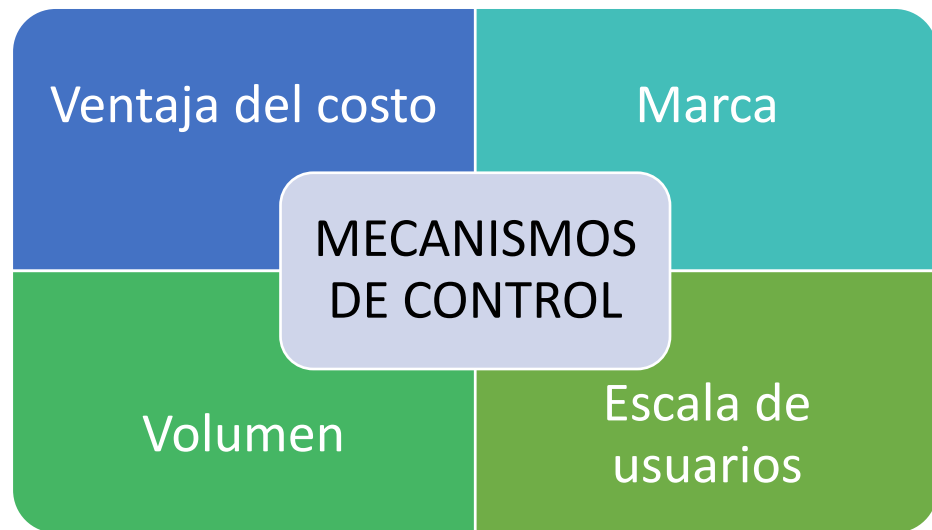 Ventaja del costo
Marca
MECANISMOS
DE CONTROL
Volumen
Escala de
usuarios